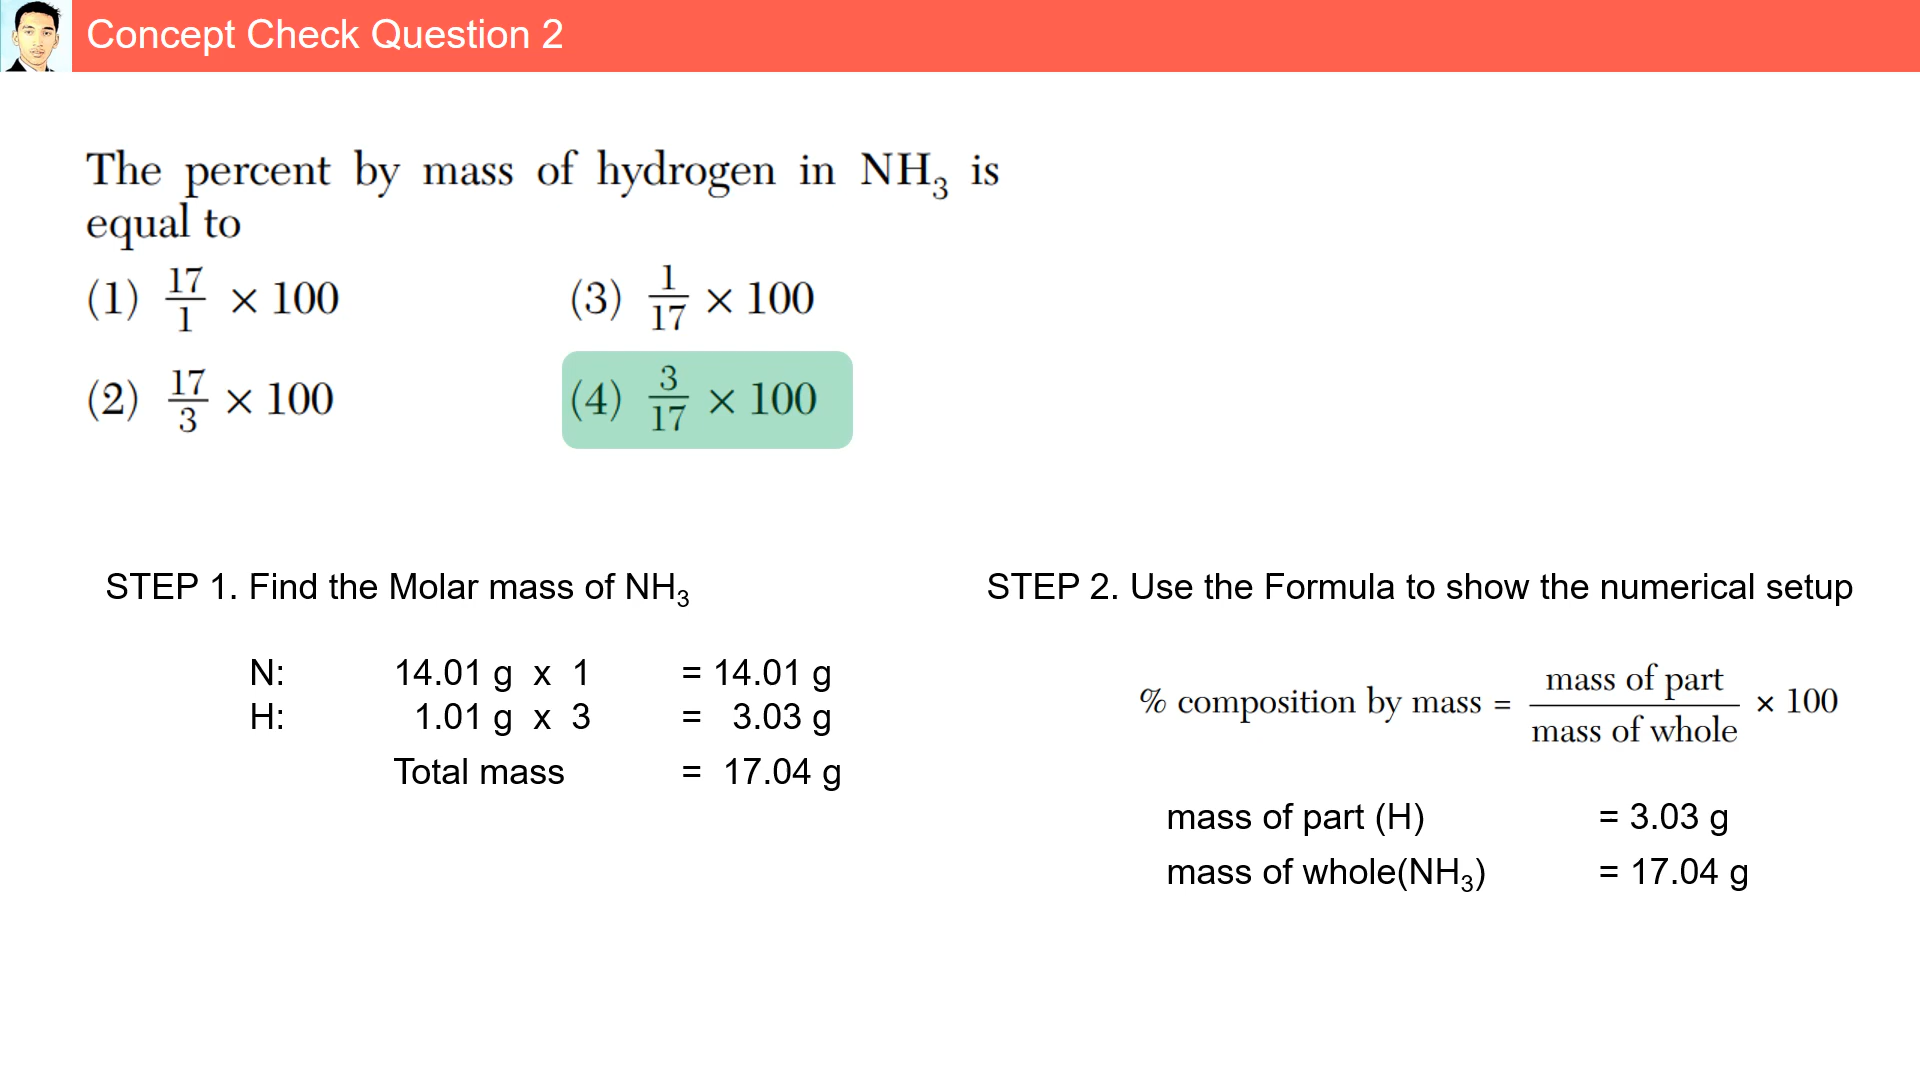 Concept Check Question 2
The percent by mass of hydrogen in NH₃ is
equal to
(1) 17/1 × 100
(3) 1/17 × 100
(2) 17/3 × 100
(4) 3/17 × 100
STEP 1. Find the Molar mass of NH₃
N: 14.01 g x 1 = 14.01 g
H: 1.01 g x 3 = 3.03 g
Total mass = 17.04 g
STEP 2. Use the Formula to show the numerical setup
% composition by mass = mass of part / mass of whole × 100
mass of part (H) = 3.03 g
mass of whole(NH₃) = 17.04 g